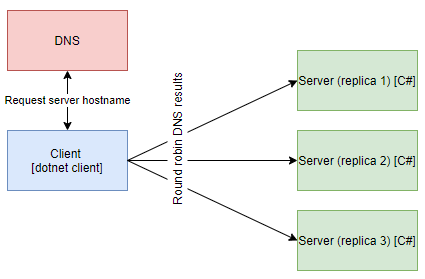 DNS
Request server hostname
Client
[dotnet client]
Round robin DNS results
Server (replica 1) [C#]
Server (replica 2) [C#]
Server (replica 3) [C#]